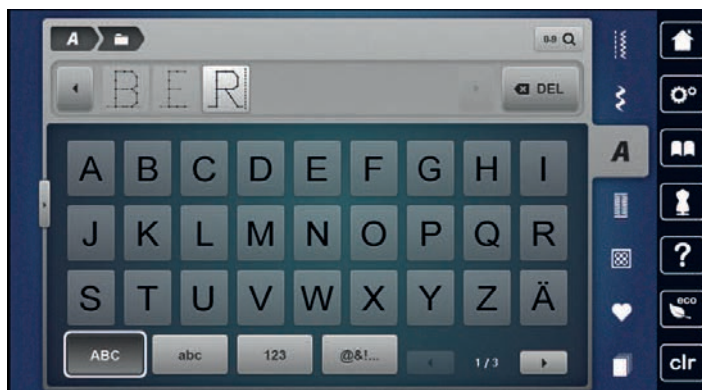 A 0-9
B E R DEL
A B C D E F G H I A
J K L M N O P Q R
?
S T U V W X Y Z Ä eco
ABC abc 123 @&!... 1/3 clr